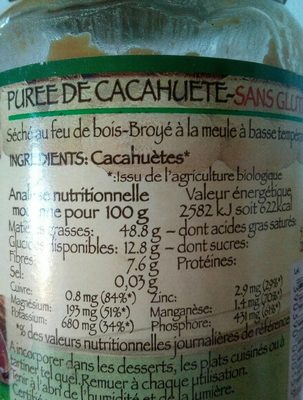 PUREE DE CACAHUETE-SANS GLU
Séché au feu de bois-Broyé à la meule à basse tempé
INGREDIENTS: Cacahuètes*
*:Issu de l'agriculture biologique
Analyse nutritionnelle Valeur énergétique
moyenne pour 100 g 2582 kJ soit 622kcal
Matières grasses: 48.8 g – dont acides gras saturés
Glucides disponibles: 12.8 g – dont sucres:
Fibres: 7.6 g Protéines:
Sel: 0,03 g
Cuivre: 0.8 mg (84%*) Zinc: 2.9 mg (29%*)
Magnésium: 193 mg (51%*) Manganèse: 1.4 mg (70%*)
Potassium: 680 mg (34%*) Phosphore: 431 mg (61%*)
*% des valeurs nutritionnelles journalières de référence
A incorporer dans les desserts, les plats cuisinés ou à
tartiner tel quel. Remuer à chaque utilisation.
Tenir à l'abri de l'humidité et de la lumière.
Certifié